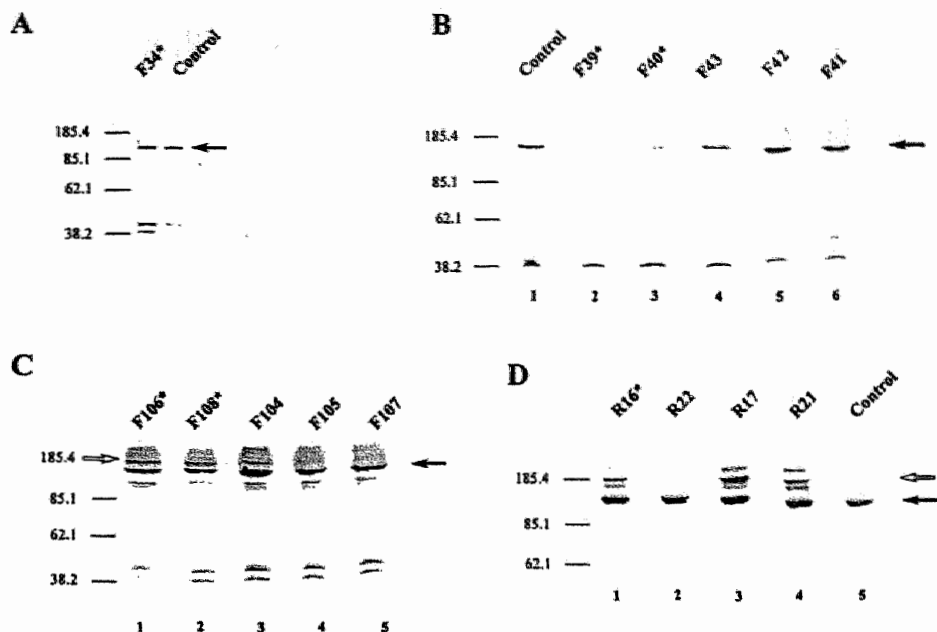 A
F34* Control
185.4
85.1
62.1
38.2
B
Control F39* F40* F43 F42 F41
185.4
85.1
62.1
38.2
1 2 3 4 5 6
C
F106* F108* F104 F105 F107
185.4
85.1
62.1
38.2
1 2 3 4 5
D
R16* R22 R17 R21 Control
185.4
85.1
62.1
1 2 3 4 5